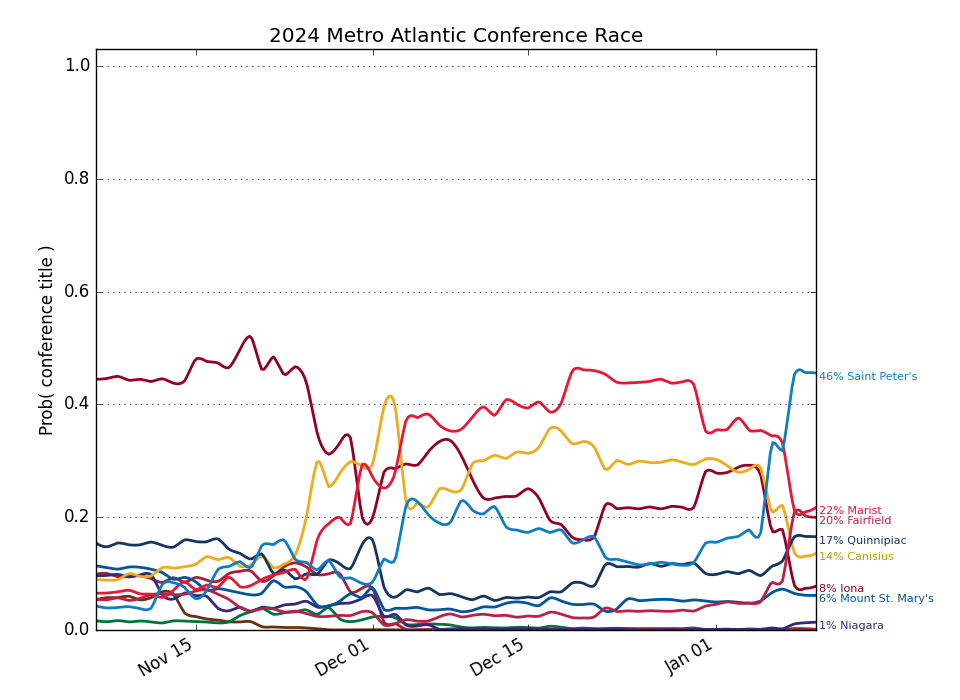 2024 Metro Atlantic Conference Race
Prob( conference title )
1.0
0.8
0.6
0.4
0.2
0.0
46% Saint Peter's
22% Marist
20% Fairfield
17% Quinnipiac
14% Canisius
8% Iona
6% Mount St. Mary's
1% Niagara
Nov 15
Dec 01
Dec 15
Jan 01